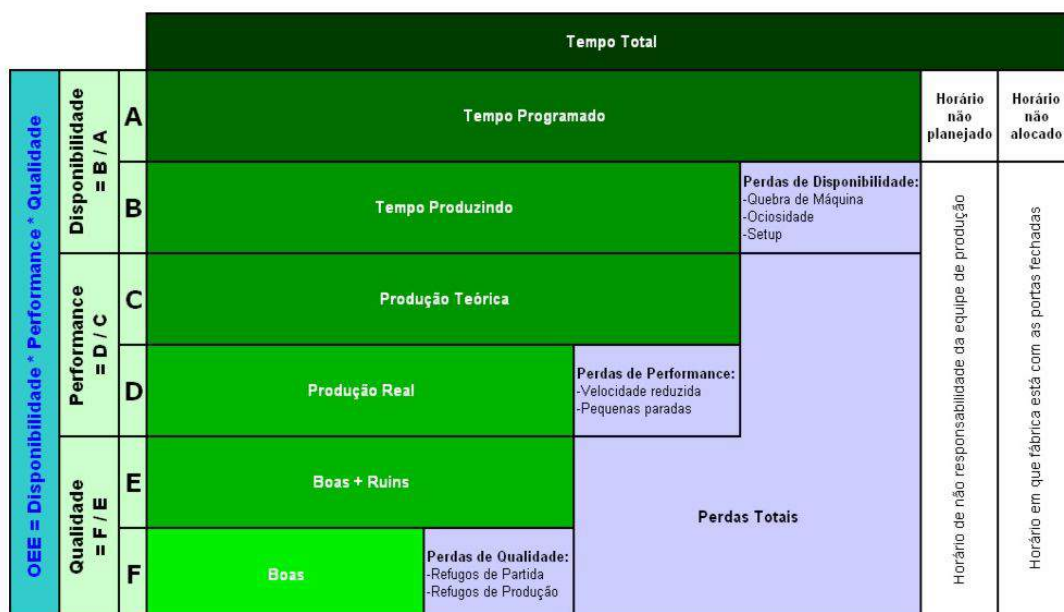 Tempo Total
OEE = Disponibilidade * Performance * Qualidade
Disponibilidade
= B / A
A
Tempo Programado
Horário
não
planejado
Horário
não
alocado
B
Tempo Produzindo
Perdas de Disponibilidade:
-Quebra de Máquina
-Ociosidade
-Setup
Horário de não responsabilidade da equipe de produção
Horário em que fábrica está com as portas fechadas
Performance
= D / C
C
Produção Teórica
D
Produção Real
Perdas de Performance:
-Velocidade reduzida
-Pequenas paradas
Qualidade
= F / E
E
Boas + Ruins
Perdas Totais
F
Boas
Perdas de Qualidade:
-Refugos de Partida
-Refugos de Produção